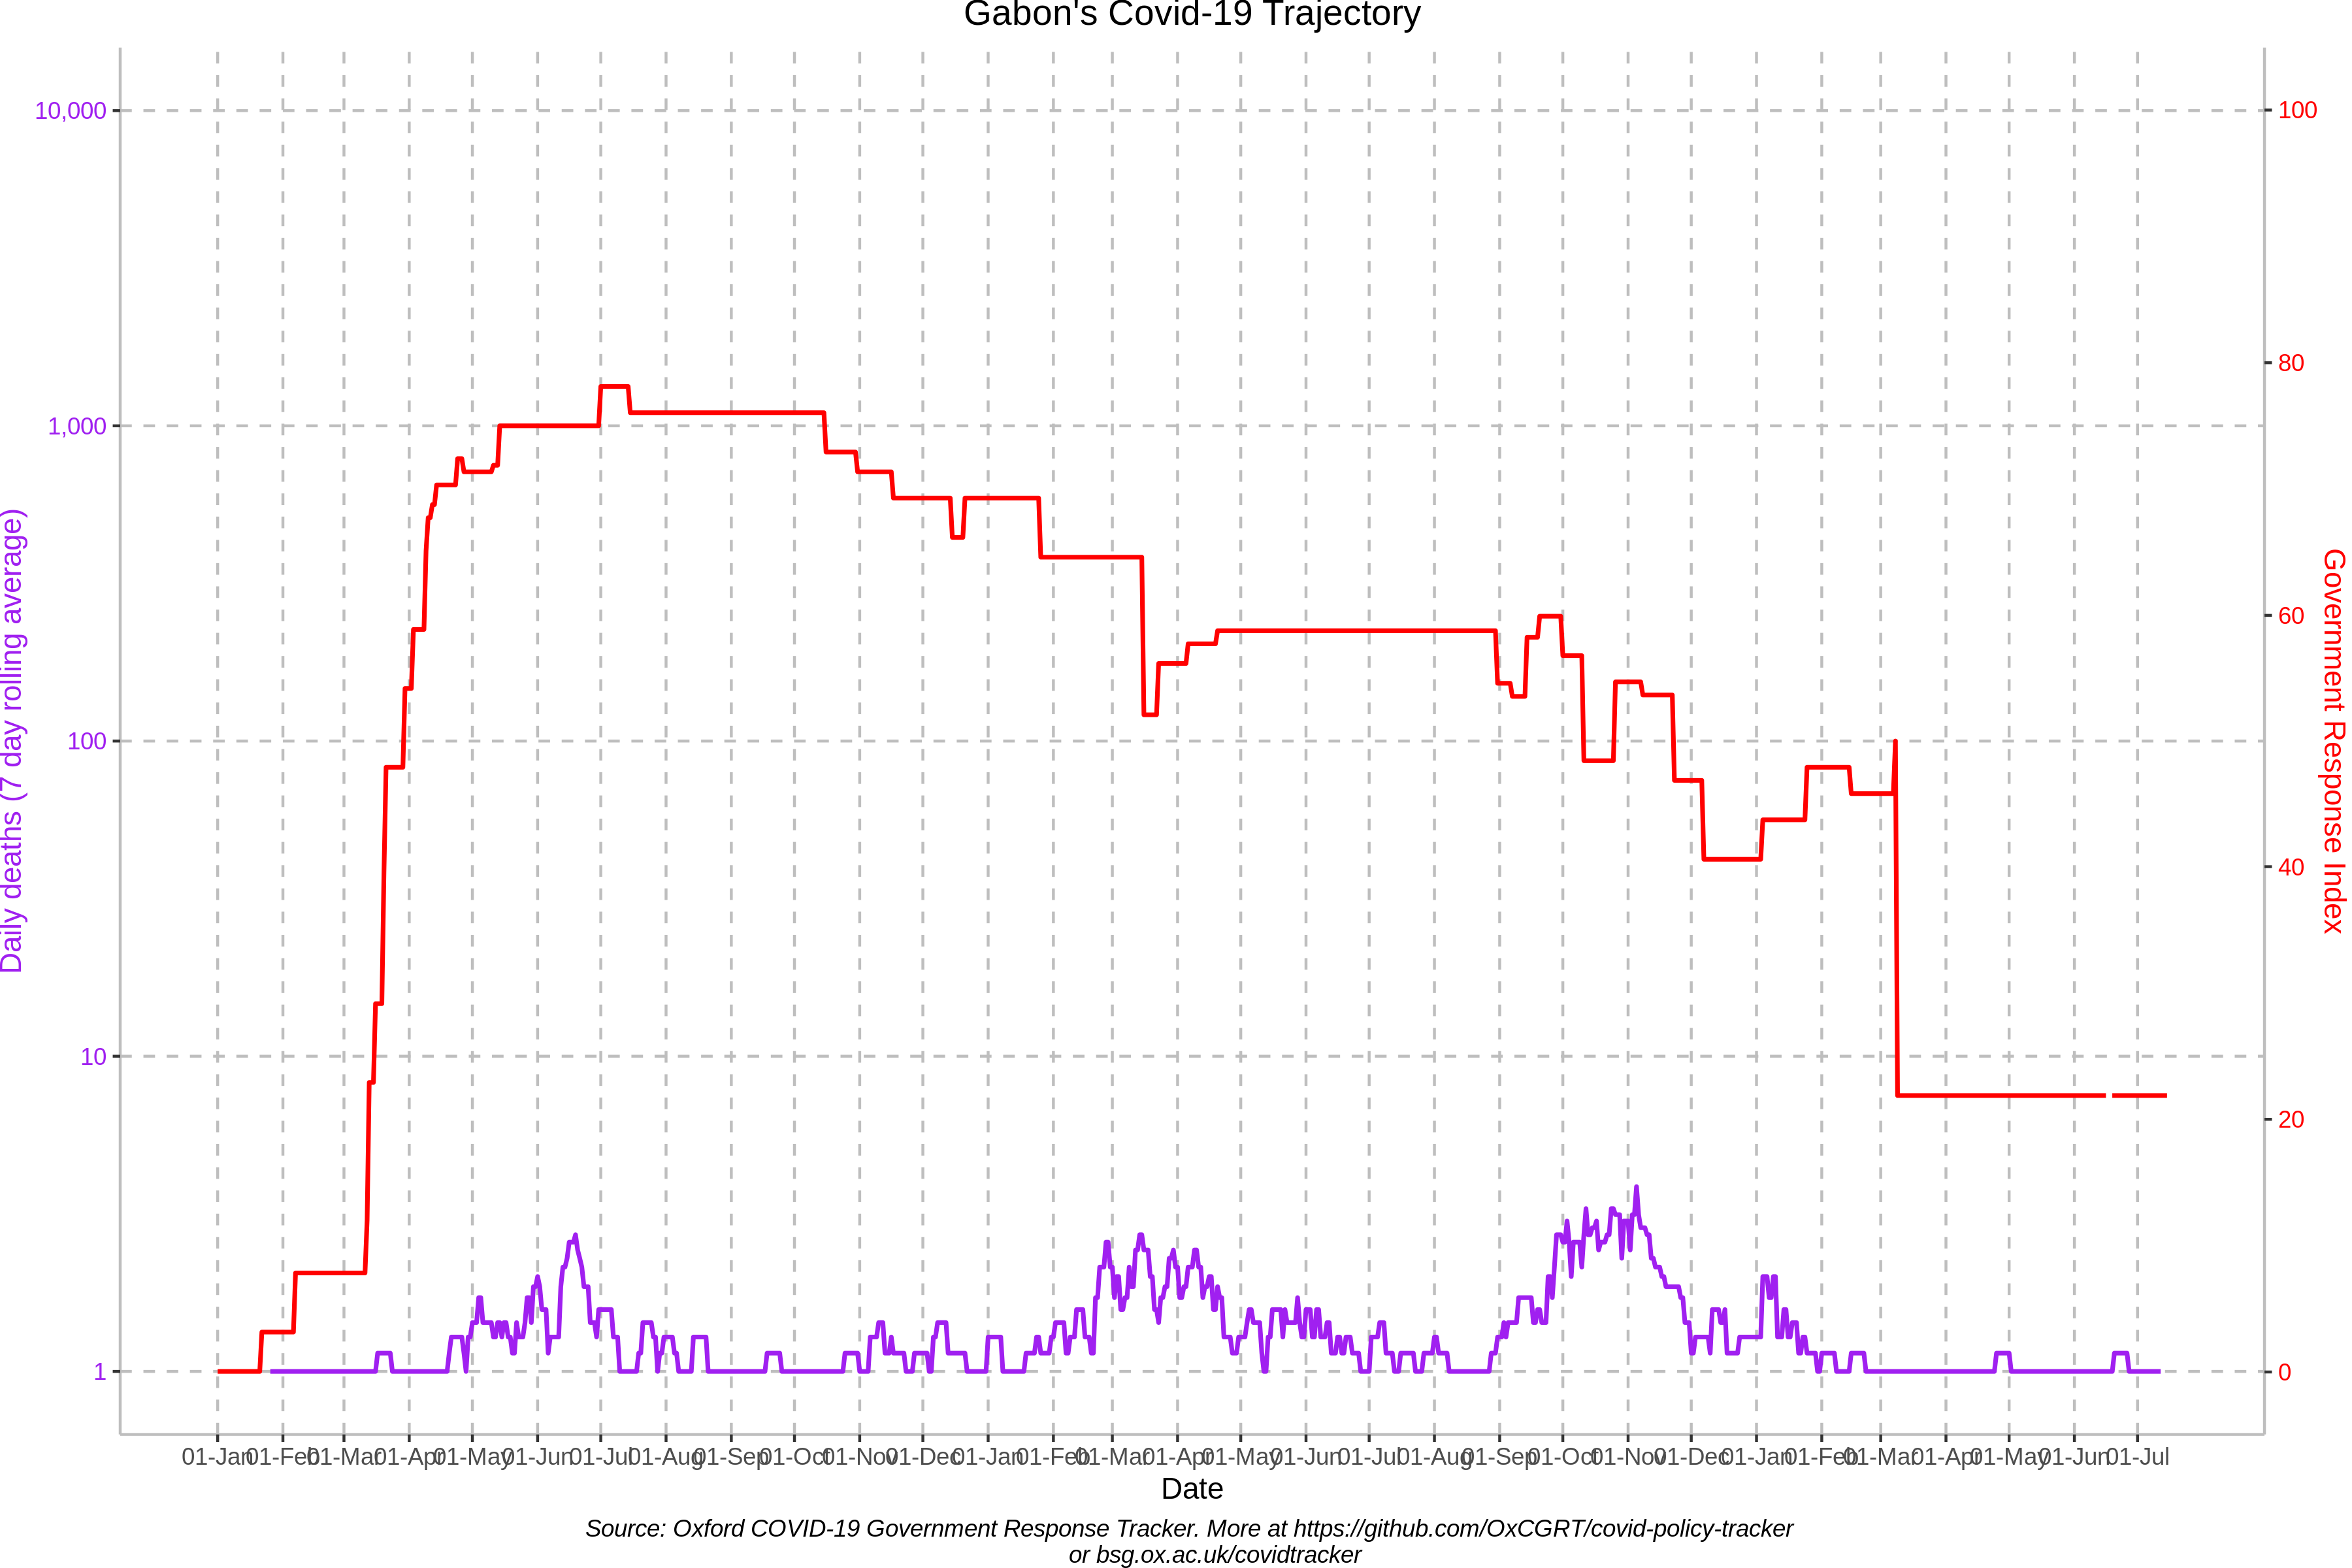 Gabon's Covid-19 Trajectory
10,000
1,000
100
10
1
Daily deaths (7 day rolling average)
100
80
60
40
20
0
Government Response Index
01-Jan 01-Feb 01-Mar 01-Apr 01-May 01-Jun 01-Jul 01-Aug 01-Sep 01-Oct 01-Nov 01-Dec 01-Jan 01-Feb 01-Mar 01-Apr 01-May 01-Jun 01-Jul 01-Aug 01-Sep 01-Oct 01-Nov 01-Dec 01-Jan 01-Feb 01-Mar 01-Apr 01-May 01-Jun 01-Jul
Date
Source: Oxford COVID-19 Government Response Tracker. More at https://github.com/OxCGRT/covid-policy-tracker
or bsg.ox.ac.uk/covidtracker